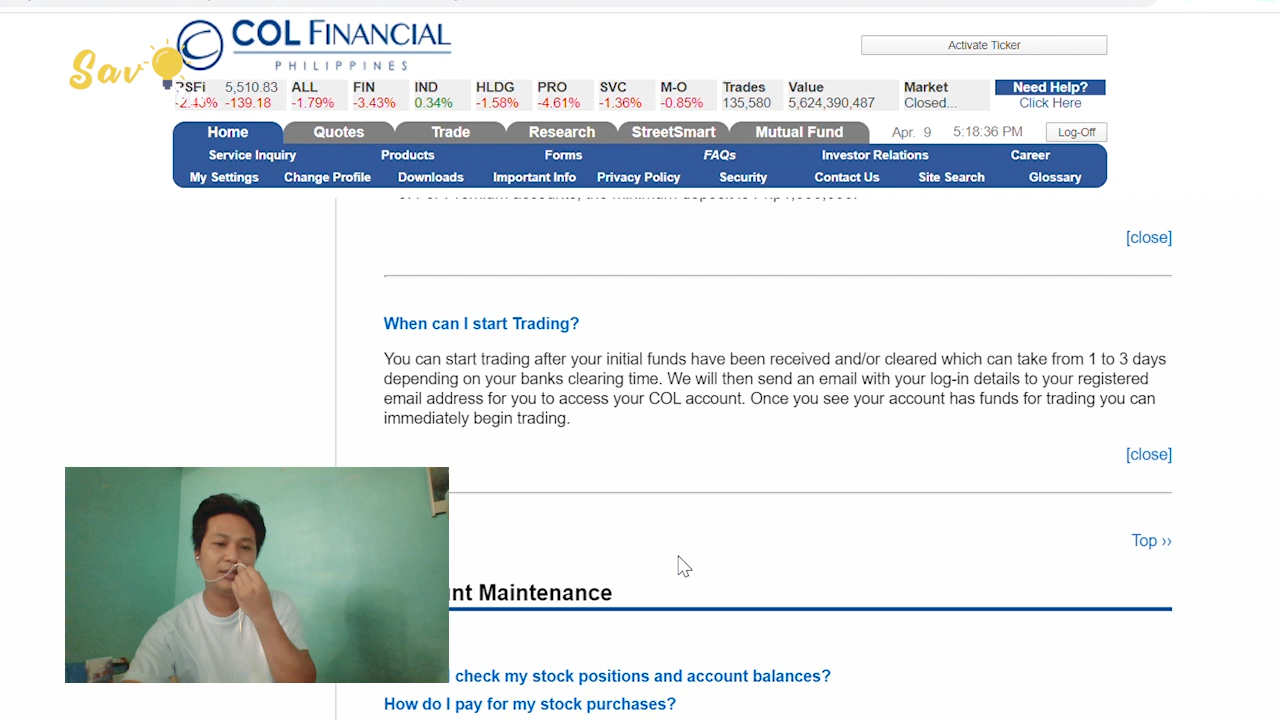 COL FINANCIAL
PHILIPPINES
Sav
Activate Ticker
PSEi 5,510.83 ALL FIN IND HLDG PRO SVC M-O Trades Value Market Need Help?
-2.45% -139.18 -1.79% -3.43% 0.34% -1.58% -4.61% -1.36% -0.85% 135,580 5,624,390,487 Closed... Click Here
Home Quotes Trade Research StreetSmart Mutual Fund Apr. 9 5:18:36 PM Log-Off
Service Inquiry Products Forms FAQs Investor Relations Career
My Settings Change Profile Downloads Important Info Privacy Policy Security Contact Us Site Search Glossary
[close]
When can I start Trading?
You can start trading after your initial funds have been received and/or cleared which can take from 1 to 3 days
depending on your banks clearing time. We will then send an email with your log-in details to your registered
email address for you to access your COL account. Once you see your account has funds for trading you can
immediately begin trading.
[close]
Top ››
nt Maintenance
check my stock positions and account balances?
How do I pay for my stock purchases?